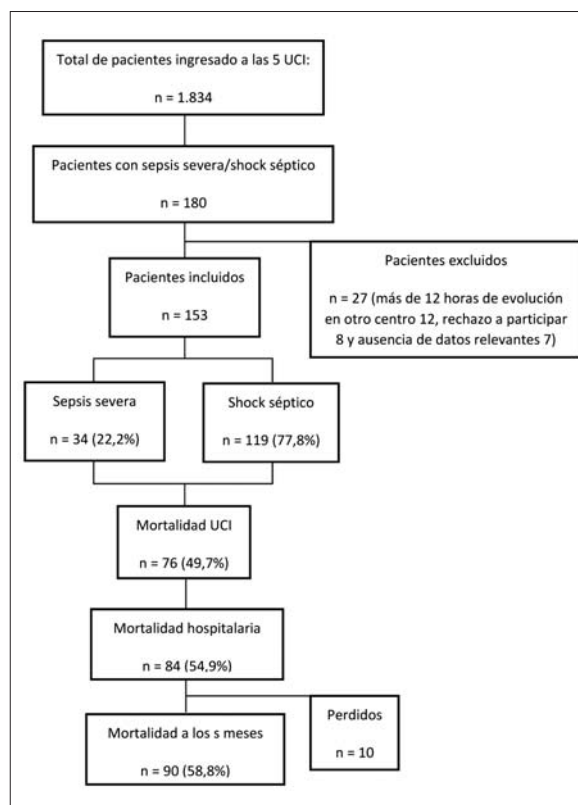 Total de pacientes ingresado a las 5 UCI:
n = 1.834
Pacientes con sepsis severa/shock séptico
n = 180
Pacientes excluidos
n = 27 (más de 12 horas de evolución
en otro centro 12, rechazo a participar
8 y ausencia de datos relevantes 7)
Pacientes incluidos
n = 153
Sepsis severa
n = 34 (22,2%)
Shock séptico
n = 119 (77,8%)
Mortalidad UCI
n = 76 (49,7%)
Mortalidad hospitalaria
n = 84 (54,9%)
Perdidos
n = 10
Mortalidad a los s meses
n = 90 (58,8%)